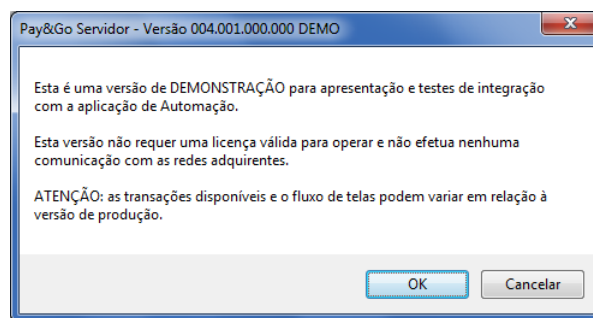 Pay&Go Servidor - Versão 004.001.000.000 DEMO
Esta é uma versão de DEMONSTRAÇÃO para apresentação e testes de integração
com a aplicação de Automação.
Esta versão não requer uma licença válida para operar e não efetua nenhuma
comunicação com as redes adquirentes.
ATENÇÃO: as transações disponíveis e o fluxo de telas podem variar em relação à
versão de produção.
OK
Cancelar